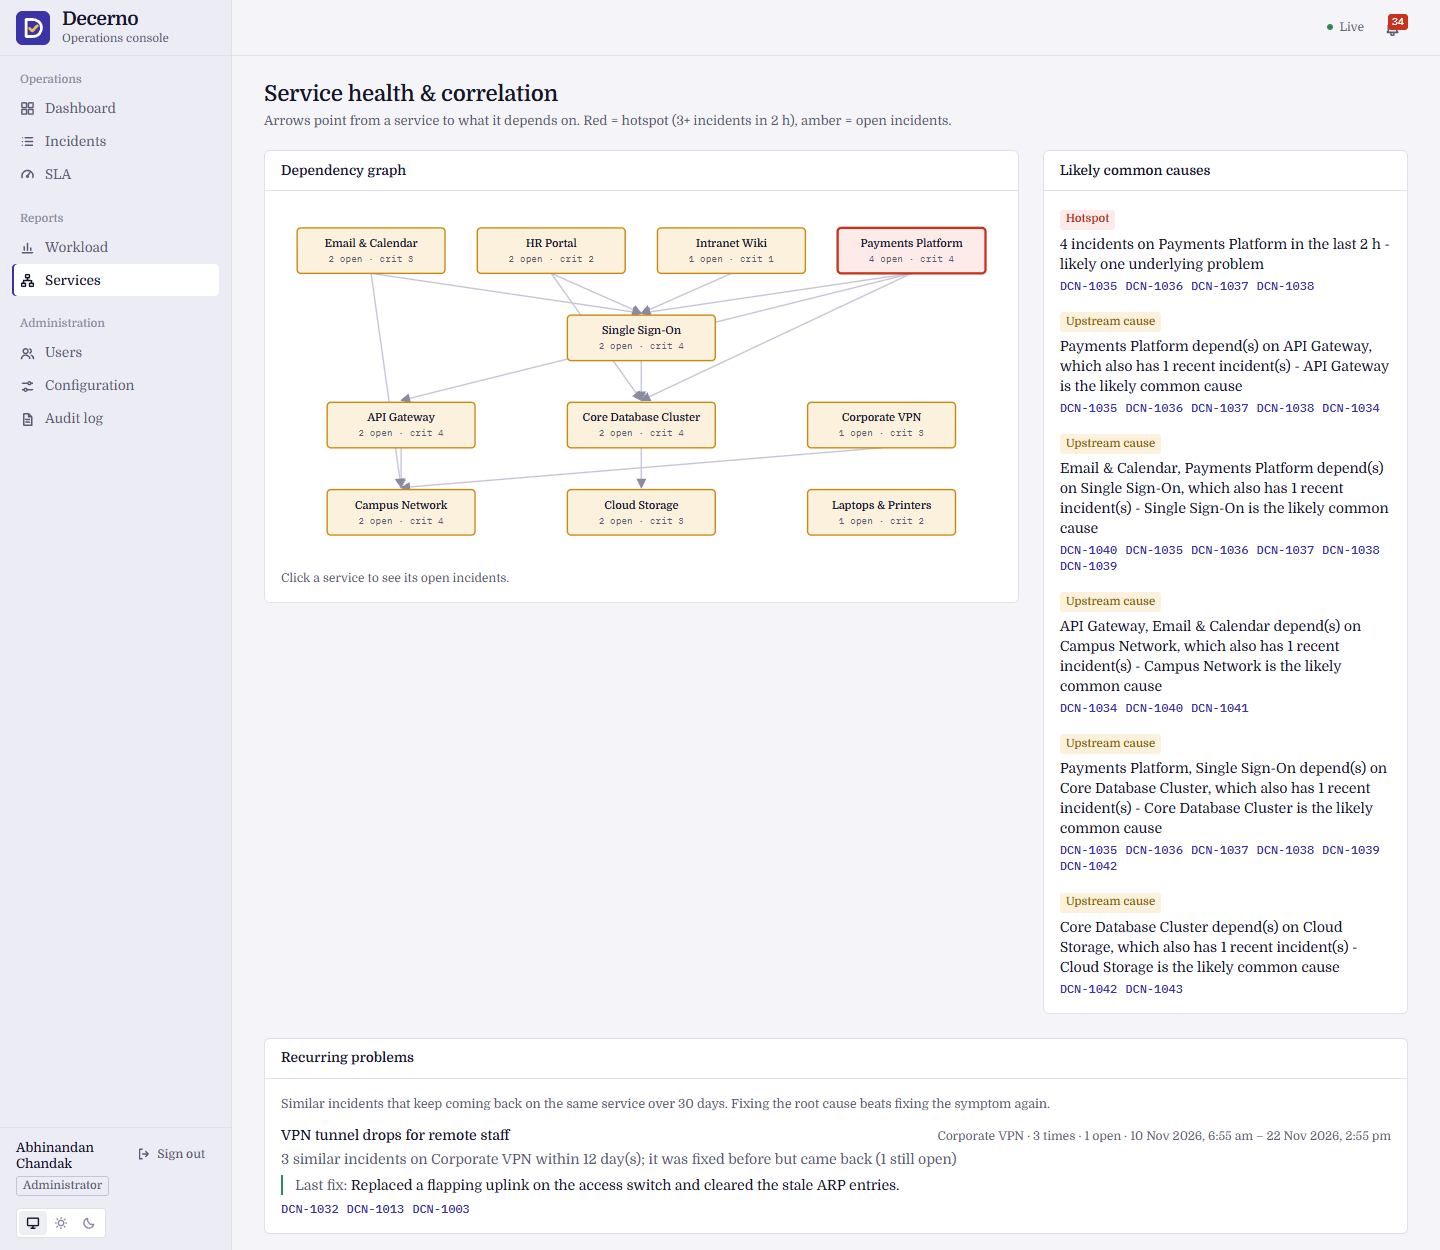 Decerno
Operations console
Live
34
Operations
Dashboard
Incidents
SLA
Reports
Workload
Services
Administration
Users
Configuration
Audit log
Service health & correlation
Arrows point from a service to what it depends on. Red = hotspot (3+ incidents in 2 h), amber = open incidents.
Dependency graph
Email & Calendar
2 open · crit 3
HR Portal
2 open · crit 2
Intranet Wiki
1 open · crit 1
Payments Platform
4 open · crit 4
Single Sign-On
2 open · crit 4
API Gateway
2 open · crit 4
Core Database Cluster
2 open · crit 4
Corporate VPN
1 open · crit 3
Campus Network
2 open · crit 4
Cloud Storage
2 open · crit 3
Laptops & Printers
1 open · crit 2
Click a service to see its open incidents.
Likely common causes
Hotspot
4 incidents on Payments Platform in the last 2 h -
likely one underlying problem
DCN-1035 DCN-1036 DCN-1037 DCN-1038
Upstream cause
Payments Platform depend(s) on API Gateway,
which also has 1 recent incident(s) - API Gateway
is the likely common cause
DCN-1035 DCN-1036 DCN-1037 DCN-1038 DCN-1034
Upstream cause
Email & Calendar, Payments Platform depend(s)
on Single Sign-On, which also has 1 recent
incident(s) - Single Sign-On is the likely common
cause
DCN-1040 DCN-1035 DCN-1036 DCN-1037 DCN-1038
DCN-1039
Upstream cause
API Gateway, Email & Calendar depend(s) on
Campus Network, which also has 1 recent
incident(s) - Campus Network is the likely
common cause
DCN-1034 DCN-1040 DCN-1041
Upstream cause
Payments Platform, Single Sign-On depend(s) on
Core Database Cluster, which also has 1 recent
incident(s) - Core Database Cluster is the likely
common cause
DCN-1035 DCN-1036 DCN-1037 DCN-1038 DCN-1039
DCN-1042
Upstream cause
Core Database Cluster depend(s) on Cloud
Storage, which also has 1 recent incident(s) -
Cloud Storage is the likely common cause
DCN-1042 DCN-1043
Recurring problems
Similar incidents that keep coming back on the same service over 30 days. Fixing the root cause beats fixing the symptom again.
VPN tunnel drops for remote staff
Corporate VPN · 3 times · 1 open · 10 Nov 2026, 6:55 am – 22 Nov 2026, 2:55 pm
3 similar incidents on Corporate VPN within 12 day(s); it was fixed before but came back (1 still open)
Last fix: Replaced a flapping uplink on the access switch and cleared the stale ARP entries.
DCN-1032 DCN-1013 DCN-1003
Abhinandan
Chandak
Sign out
Administrator